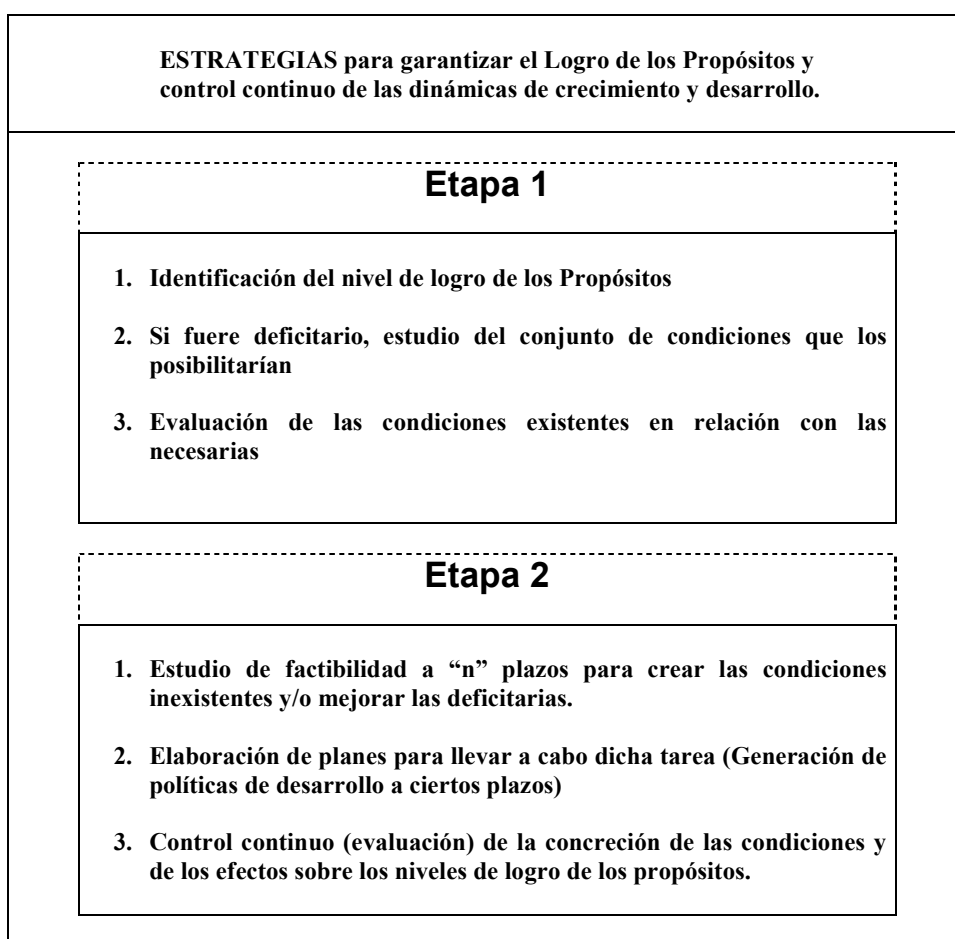 ESTRATEGIAS para garantizar el Logro de los Propósitos y
control continuo de las dinámicas de crecimiento y desarrollo.
Etapa 1
1. Identificación del nivel de logro de los Propósitos
2. Si fuere deficitario, estudio del conjunto de condiciones que los
posibilitarían
3. Evaluación de las condiciones existentes en relación con las
necesarias
Etapa 2
1. Estudio de factibilidad a “n” plazos para crear las condiciones
inexistentes y/o mejorar las deficitarias.
2. Elaboración de planes para llevar a cabo dicha tarea (Generación de
políticas de desarrollo a ciertos plazos)
3. Control continuo (evaluación) de la concreción de las condiciones y
de los efectos sobre los niveles de logro de los propósitos.